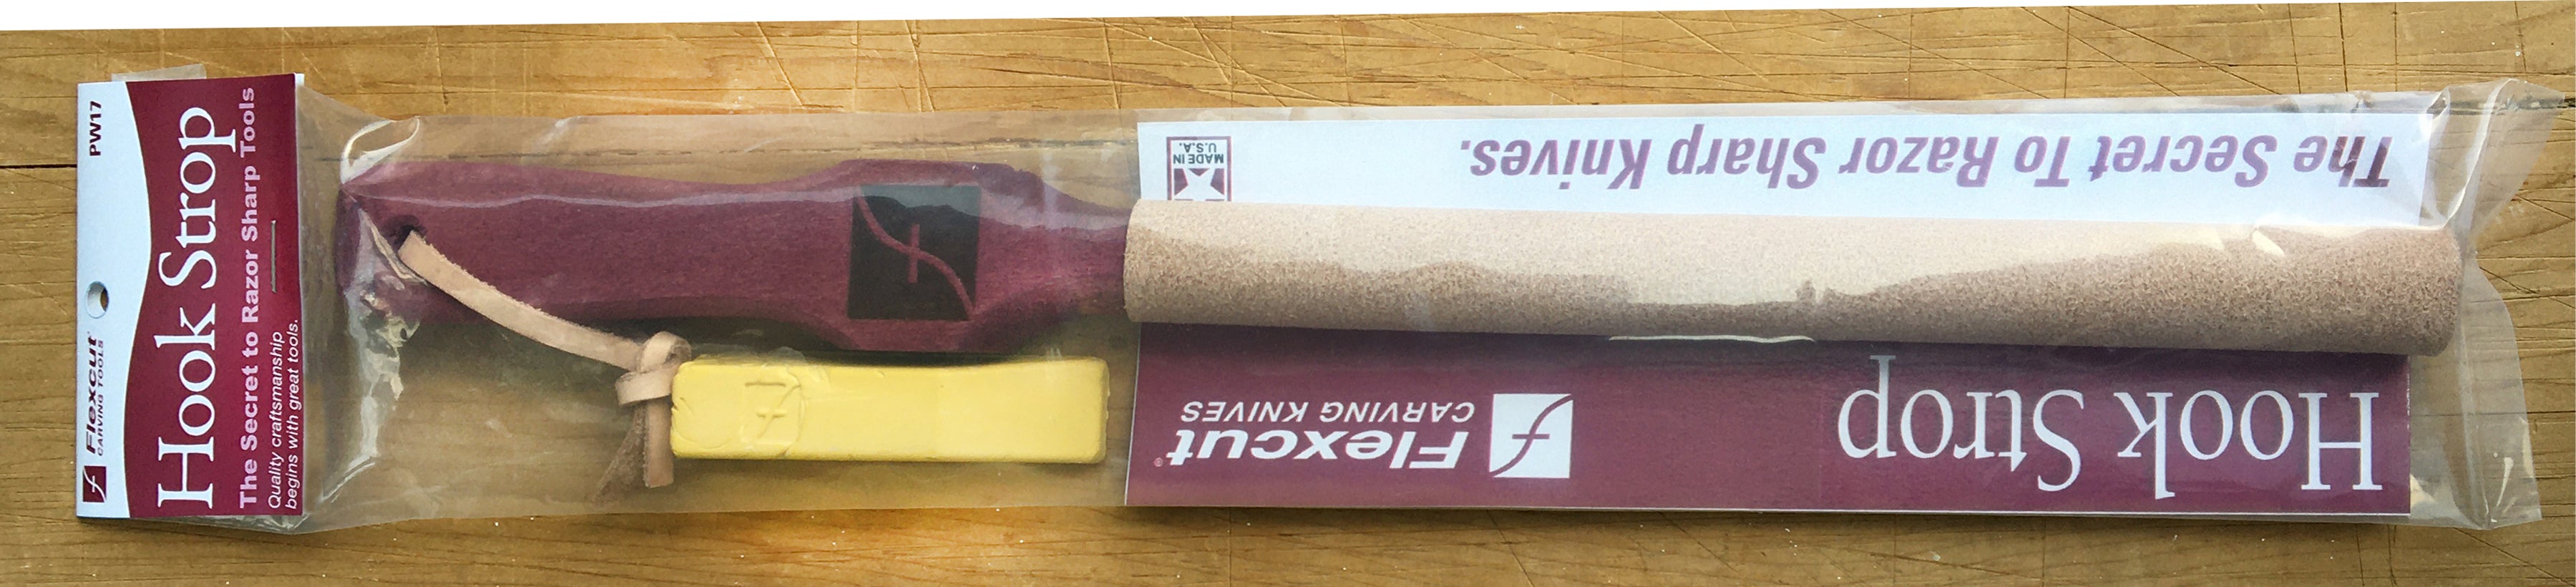 PW17
Flexcut®
CARVING TOOLS
Hook Strop
The Secret to Razor Sharp Tools
Quality craftsmanship
begins with great tools.
The Secret To Razor Sharp Knives.
MADE IN
U.S.A.
Hook Strop
Flexcut®
CARVING KNIVES